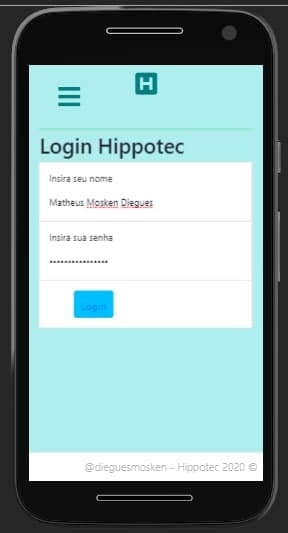 H
Login Hippotec
Insira seu nome
Matheus Mosken Diegues
Insira sua senha
••••••••••••••••
Login
@dieguesmosken - Hippotec 2020 ©